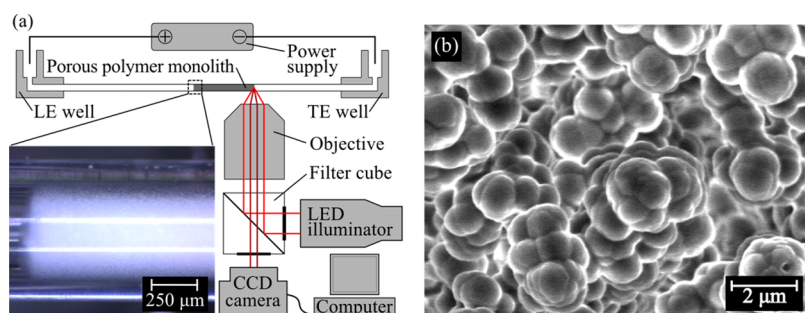 (a)
Power
supply
Porous polymer monolith
LE well
TE well
Objective
Filter cube
LED
illuminator
CCD
camera
Computer
250 μm
(b)
2 μm